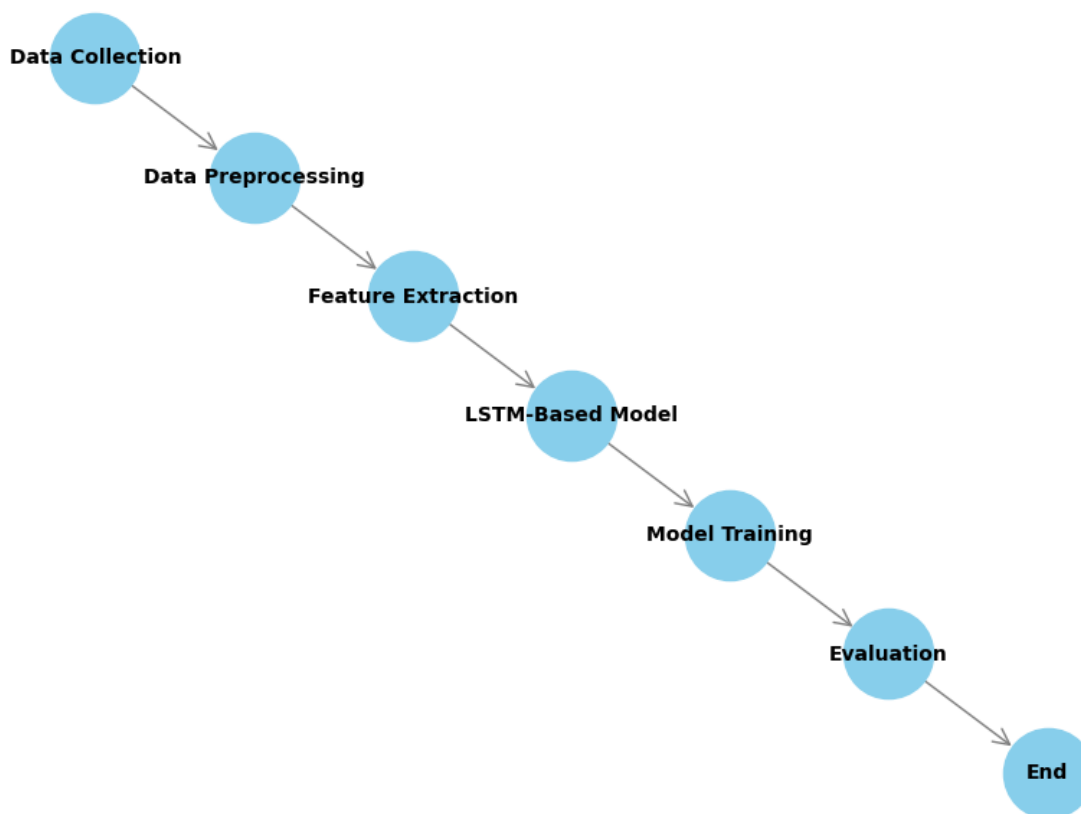 Data Collection
Data Preprocessing
Feature Extraction
LSTM-Based Model
Model Training
Evaluation
End